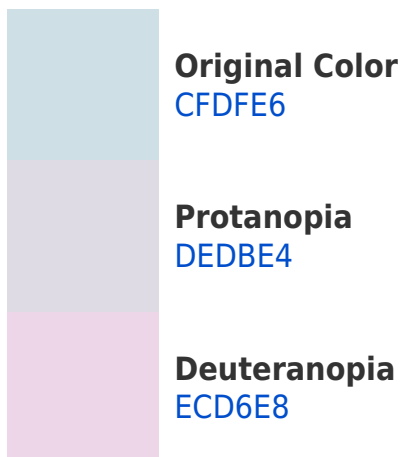 Original Color
CFDFE6
Protanopia
DEDBE4
Deuteranopia
ECD6E8